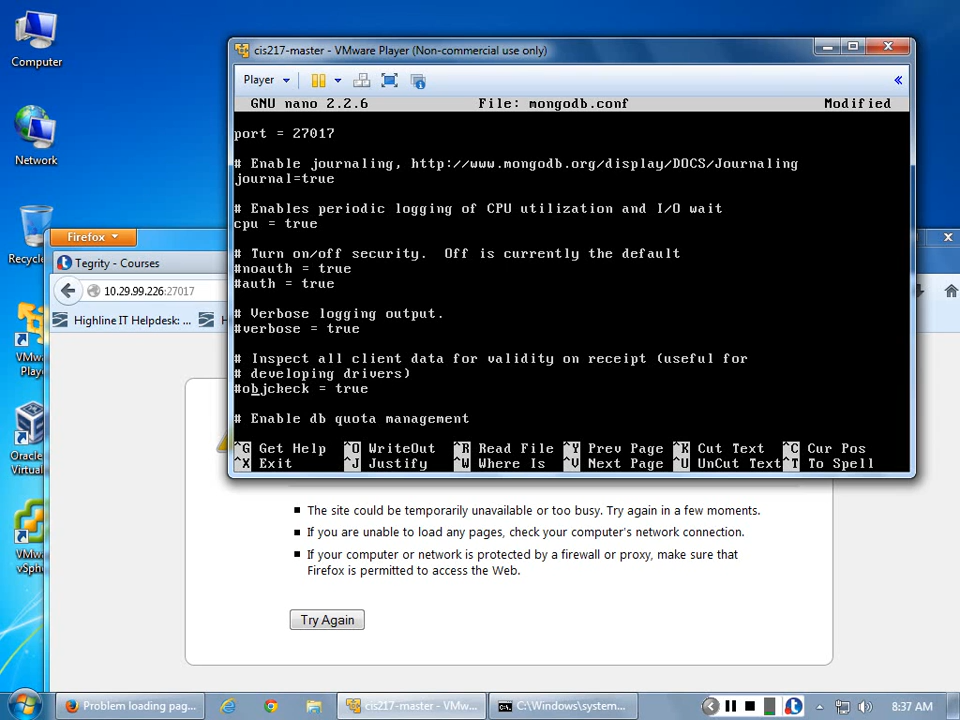 Computer
Network
Recycle
VMw
Playe
Oracle
Virtual
VMw
vSphe
cis217-master - VMware Player (Non-commercial use only)
Player
GNU nano 2.2.6 File: mongodb.conf Modified
port = 27017
# Enable journaling, http://www.mongodb.org/display/DOCS/Journaling
journal=true
# Enables periodic logging of CPU utilization and I/O wait
cpu = true
# Turn on/off security.  Off is currently the default
#noauth = true
#auth = true
# Verbose logging output.
#verbose = true
# Inspect all client data for validity on receipt (useful for
# developing drivers)
#objcheck = true
# Enable db quota management
^G Get Help ^O WriteOut ^R Read File ^Y Prev Page ^K Cut Text ^C Cur Pos
^X Exit ^J Justify ^W Where Is ^V Next Page ^U UnCut Text ^T To Spell
Firefox
Tegrity - Courses
10.29.99.226:27017
Highline IT Helpdesk: ...
The site could be temporarily unavailable or too busy. Try again in a few moments.
If you are unable to load any pages, check your computer's network connection.
If your computer or network is protected by a firewall or proxy, make sure that
Firefox is permitted to access the Web.
Try Again
Problem loading pag...
cis217-master - VMw...
C:\Windows\system...
8:37 AM